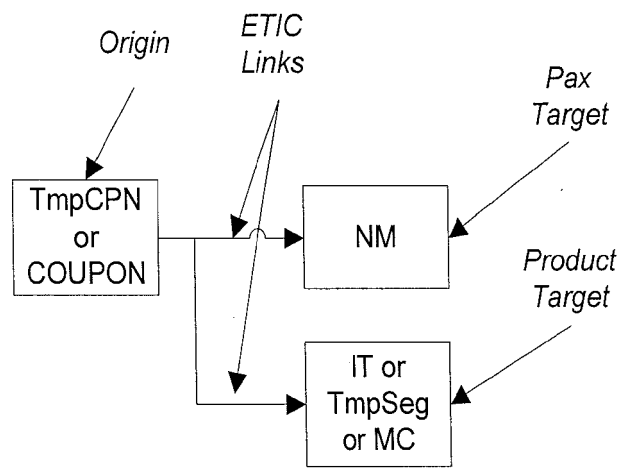 Origin
ETIC
Links
Pax
Target
TmpCPN
or
COUPON
NM
Product
Target
IT or
TmpSeg
or MC